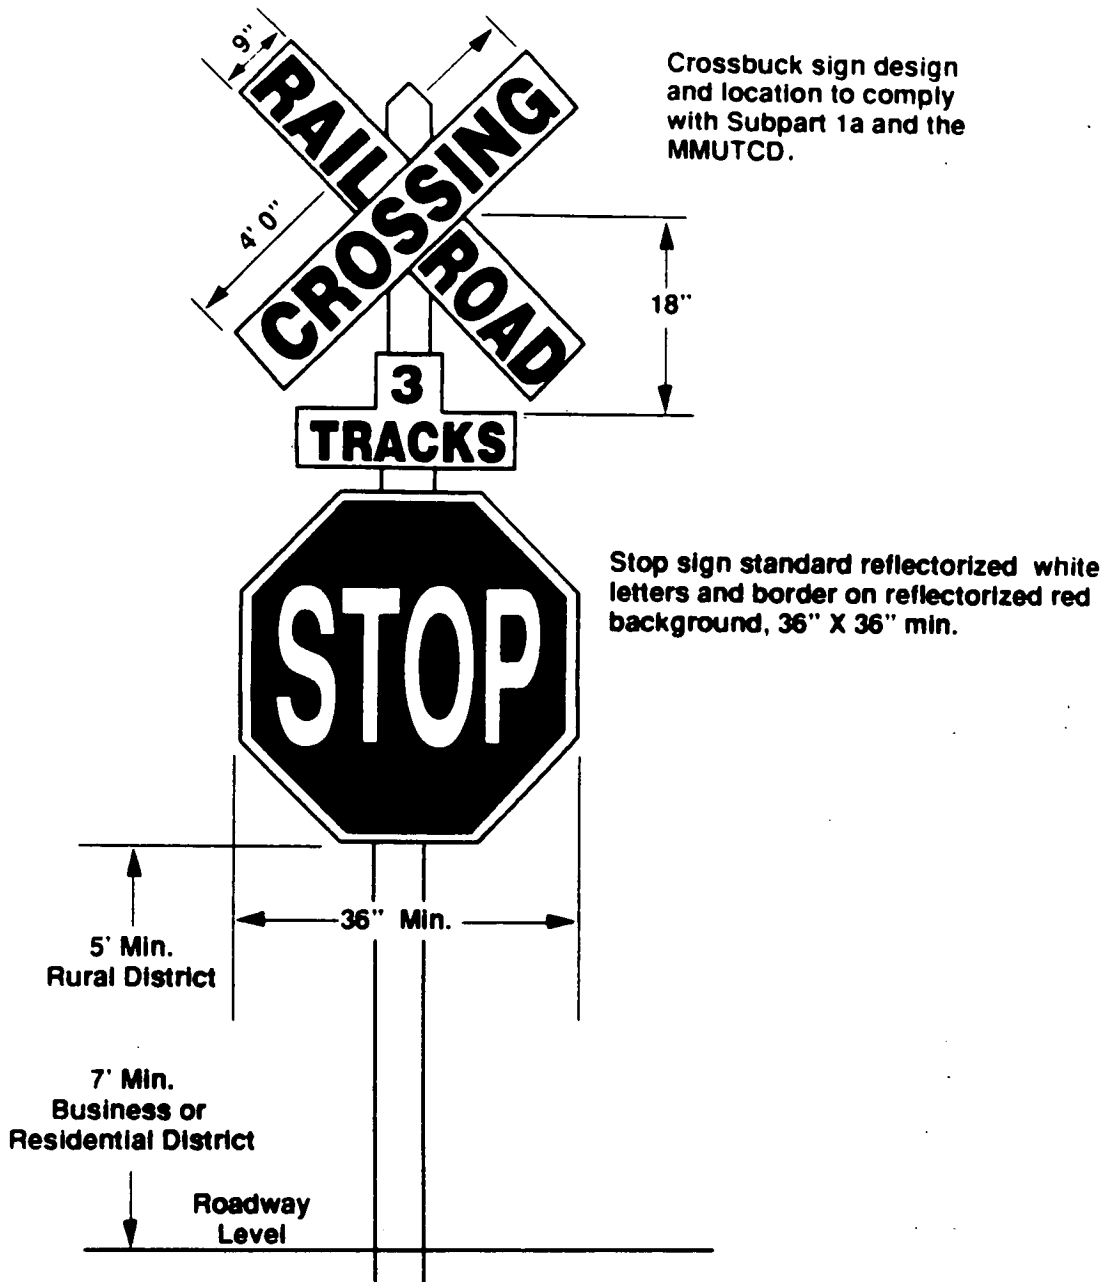 9"
RAIL
ROAD
CROSSING
4' 0"
Crossbuck sign design
and location to comply
with Subpart 1a and the
MMUTCD.
18"
3
TRACKS
STOP
Stop sign standard reflectorized white
letters and border on reflectorized red
background, 36" X 36" min.
36" Min.
5' Min.
Rural District
7' Min.
Business or
Residential District
Roadway
Level